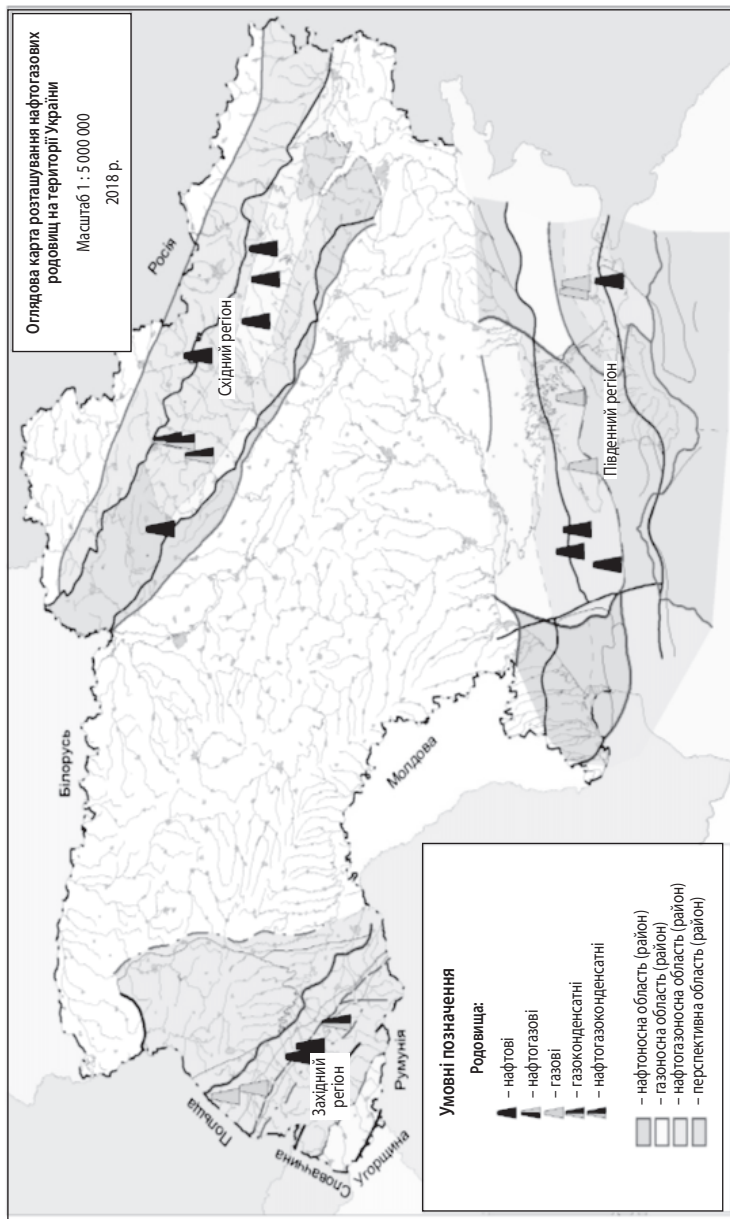 Оглядова карта розташування нафтогазових
родовищ на території України
Масштаб 1 : 5 000 000
2018 р.
Росія
Білорусь
Східний регіон
Польща
Словаччина
Угорщина
Румунія
Молдова
Західний
регіон
Південний регіон
Умовні позначення
Родовища:
– нафтові
– нафтогазові
– газові
– газоконденсатні
– нафтогазоконденсатні
– нафтоносна область (район)
– газоносна область (район)
– нафтогазоносна область (район)
– перспективна область (район)